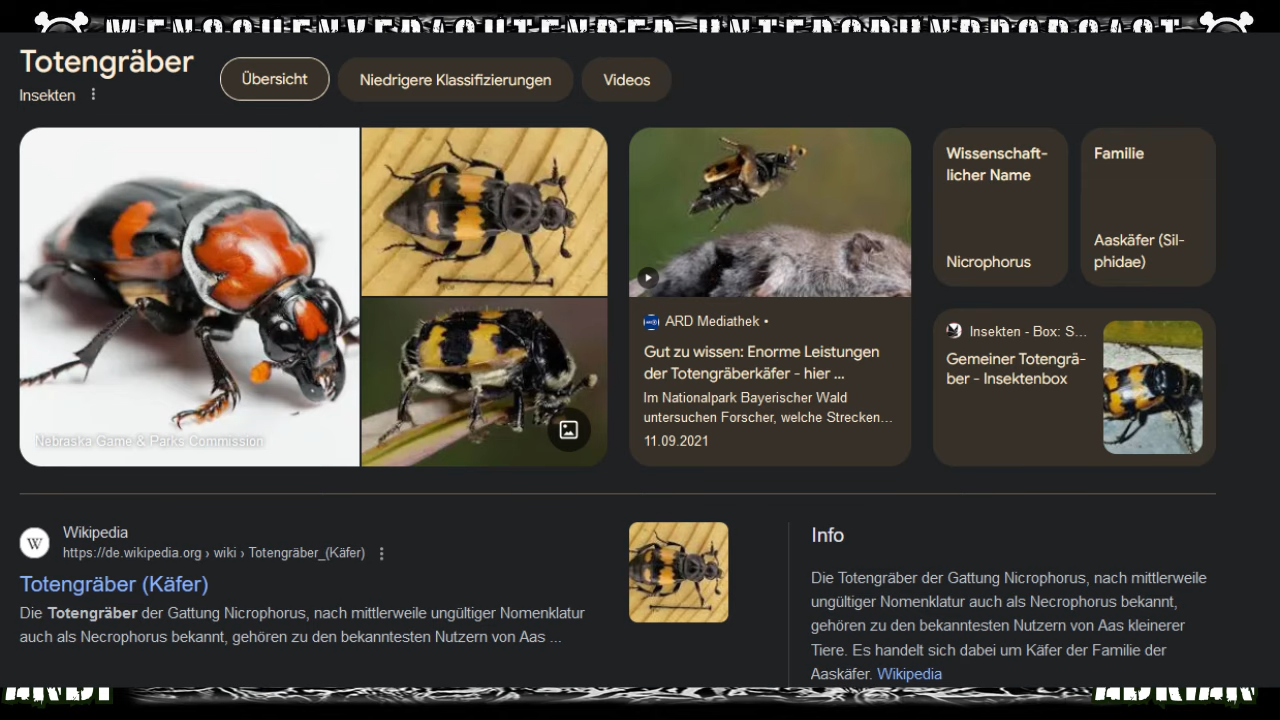 MENSCHENVERACHTENDER UNTERGRUNDPODCAST
Totengräber
Insekten
Übersicht
Niedrigere Klassifizierungen
Videos
Nebraska Game & Parks Commission
ARD Mediathek •
Gut zu wissen: Enorme Leistungen
der Totengräberkäfer - hier ...
Im Nationalpark Bayerischer Wald
untersuchen Forscher, welche Strecken...
11.09.2021
Wissenschaft-
licher Name
Nicrophorus
Familie
Aaskäfer (Sil-
phidae)
Insekten - Box: S...
Gemeiner Totengrä-
ber - Insektenbox
W
Wikipedia
https://de.wikipedia.org › wiki › Totengräber_(Käfer)
Totengräber (Käfer)
Die Totengräber der Gattung Nicrophorus, nach mittlerweile ungültiger Nomenklatur
auch als Necrophorus bekannt, gehören zu den bekanntesten Nutzern von Aas ...
Info
Die Totengräber der Gattung Nicrophorus, nach mittlerweile
ungültiger Nomenklatur auch als Necrophorus bekannt,
gehören zu den bekanntesten Nutzern von Aas kleinerer
Tiere. Es handelt sich dabei um Käfer der Familie der
Aaskäfer. Wikipedia
ADRIAN